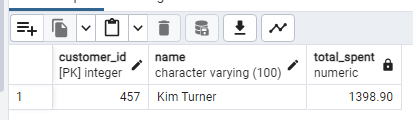 customer_id name total_spent
[PK] integer character varying (100) numeric
1 457 Kim Turner 1398.90